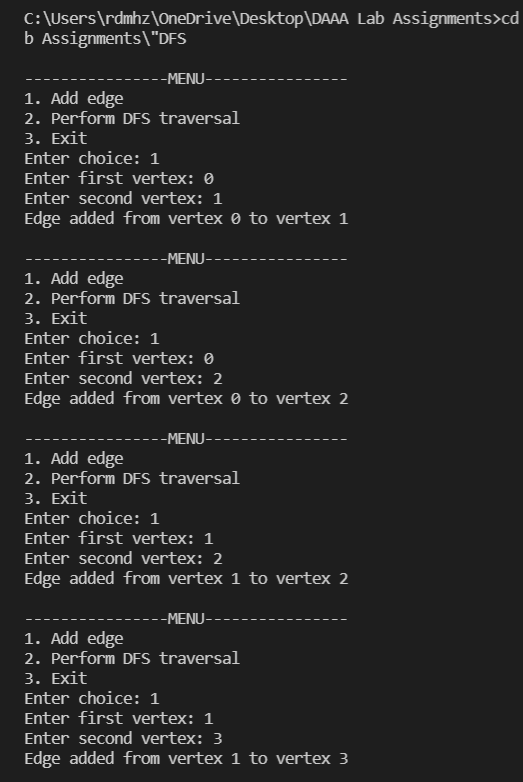 C:\Users\rdmhz\OneDrive\Desktop\DAAA Lab Assignments>cd
b Assignments\"DFS
----------------MENU----------------
1. Add edge
2. Perform DFS traversal
3. Exit
Enter choice: 1
Enter first vertex: 0
Enter second vertex: 1
Edge added from vertex 0 to vertex 1
----------------MENU----------------
1. Add edge
2. Perform DFS traversal
3. Exit
Enter choice: 1
Enter first vertex: 0
Enter second vertex: 2
Edge added from vertex 0 to vertex 2
----------------MENU----------------
1. Add edge
2. Perform DFS traversal
3. Exit
Enter choice: 1
Enter first vertex: 1
Enter second vertex: 2
Edge added from vertex 1 to vertex 2
----------------MENU----------------
1. Add edge
2. Perform DFS traversal
3. Exit
Enter choice: 1
Enter first vertex: 1
Enter second vertex: 3
Edge added from vertex 1 to vertex 3